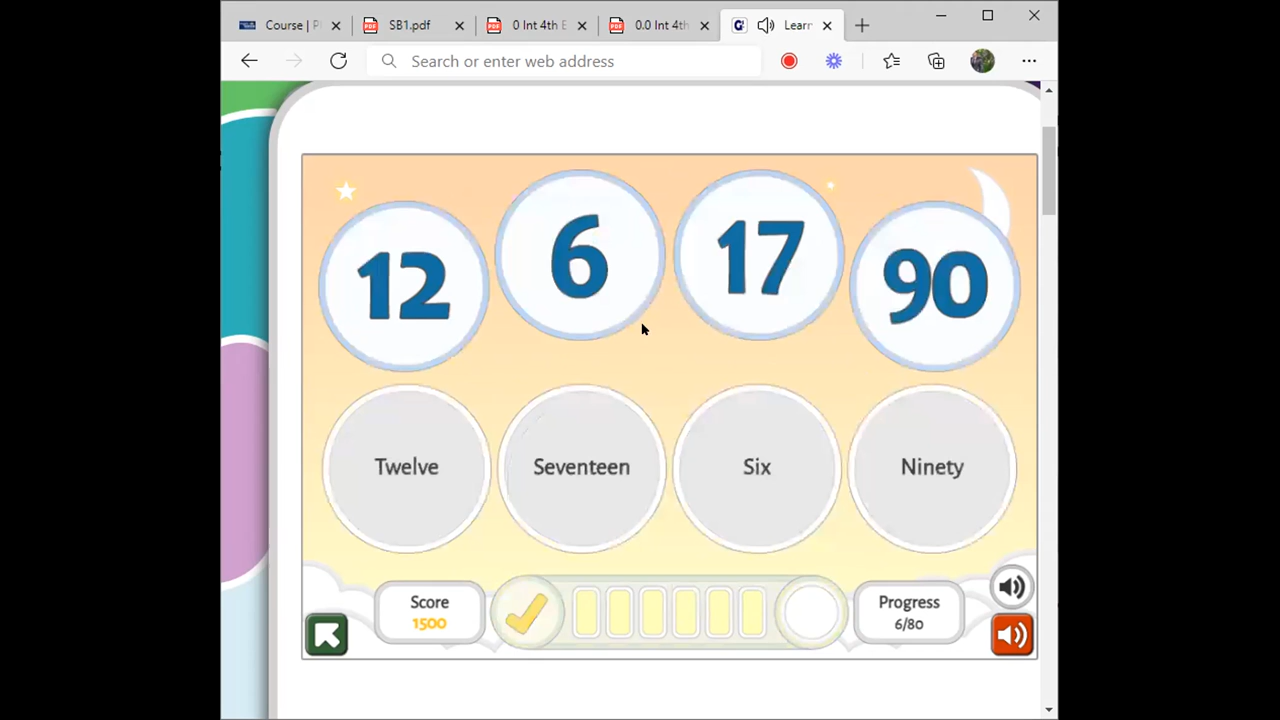 Course | P
SB1.pdf
0 Int 4th E
0.0 Int 4th
Learn
Search or enter web address
12 6 17 90
Twelve Seventeen Six Ninety
Score
1500
Progress
6/80